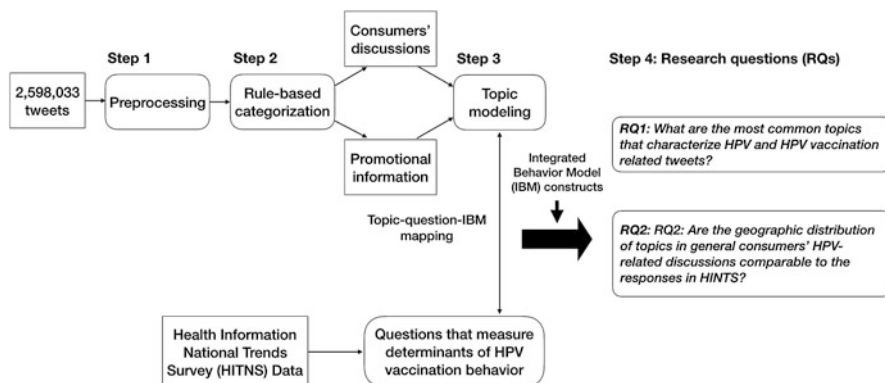 Step 1
Step 2
Step 3
Step 4: Research questions (RQs)
2,598,033
tweets
Preprocessing
Rule-based
categorization
Consumers'
discussions
Promotional
information
Topic
modeling
Topic-question-IBM
mapping
Integrated
Behavior Model
(IBM) constructs
RQ1: What are the most common topics
that characterize HPV and HPV vaccination
related tweets?
RQ2: RQ2: Are the geographic distribution
of topics in general consumers' HPV-
related discussions comparable to the
responses in HINTS?
Health Information
National Trends
Survey (HITNS) Data
Questions that measure
determinants of HPV
vaccination behavior